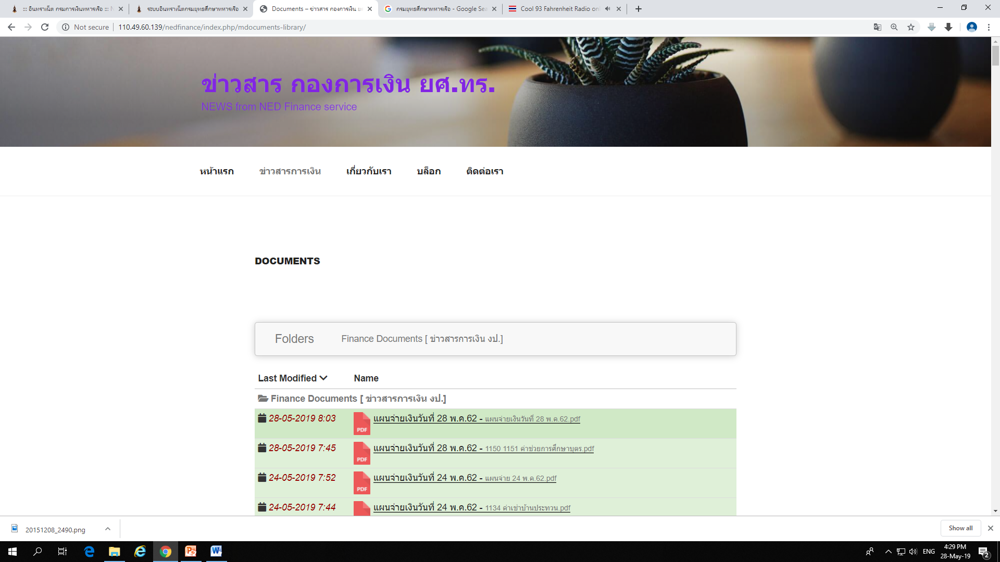 ::: อินทราเน็ต กรมการเงินทหารเรือ :::
ระบบอินทราเน็ตกรมยุทธศึกษาทหารเรือ
Documents – ข่าวสาร กองการเงิน
กรมยุทธศึกษาทหารเรือ - Google Sea
Cool 93 Fahrenheit Radio onl
Not secure
110.49.60.139/nedfinance/index.php/mdocuments-library/
ข่าวสาร กองการเงิน ยศ.ทร.
NEWS from NED Finance service
หน้าแรก
ข่าวสารการเงิน
เกี่ยวกับเรา
บล็อก
ติดต่อเรา
DOCUMENTS
Folders
Finance Documents [ ข่าวสารการเงิน งป.]
Last Modified
Name
Finance Documents [ ข่าวสารการเงิน งป.]
28-05-2019 8:03
PDF
แผนจ่ายเงินวันที่ 28 พ.ค.62 - แผนจ่ายเงินวันที่ 28 พ.ค.62.pdf
28-05-2019 7:45
PDF
แผนจ่ายเงินวันที่ 28 พ.ค.62 - 1150 1151 ค่าช่วยการศึกษาบุตร.pdf
24-05-2019 7:52
PDF
แผนจ่ายเงินวันที่ 24 พ.ค.62 - แผนจ่าย 24 พ.ค.62.pdf
24-05-2019 7:44
แผนจ่ายเงินวันที่ 24 พ.ค.62 - 1134 ค่าเช่าบ้านประทวน.pdf
20151208_2490.png
Show all
ENG
4:29 PM
28-May-19
2